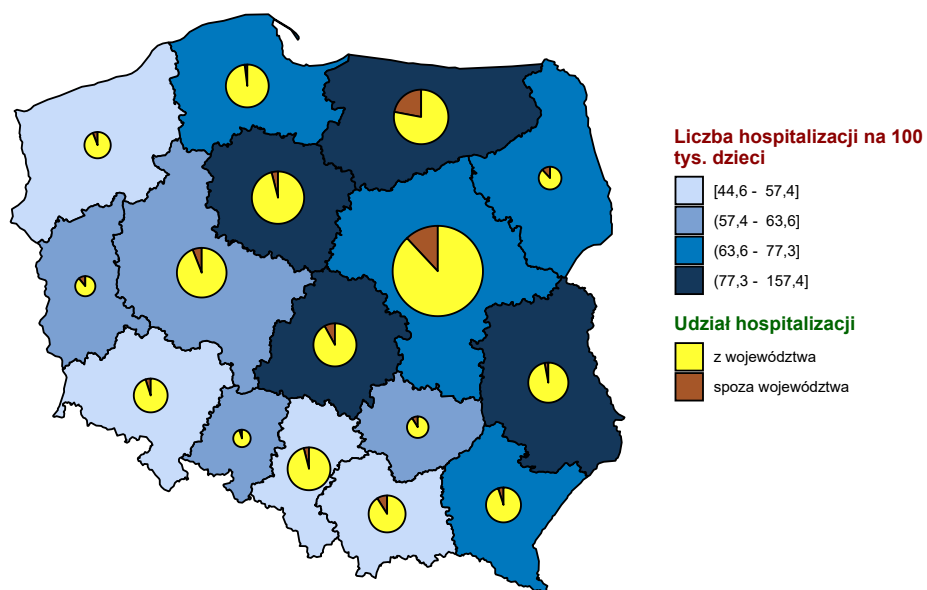 Liczba hospitalizacji na 100
tys. dzieci
[44,6 - 57,4]
(57,4 - 63,6]
(63,6 - 77,3]
(77,3 - 157,4]
Udział hospitalizacji
z województwa
spoza województwa